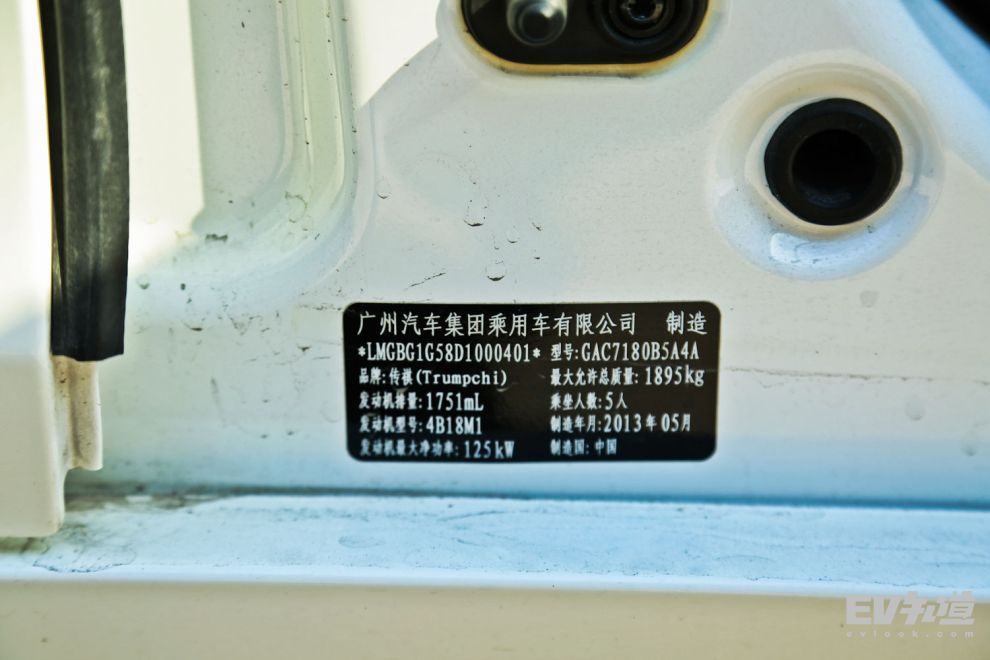 广州汽车集团乘用车有限公司 制造
*LMGBG1G58D1000401* 型号:GAC7180B5A4A
品牌:传祺(Trumpchi) 最大允许总质量:1895kg
发动机排量:1751mL 乘坐人数:5人
发动机型号:4B18M1 制造年月:2013年05月
发动机最大净功率:125kW 制造国:中国
EV知道
evlook.com